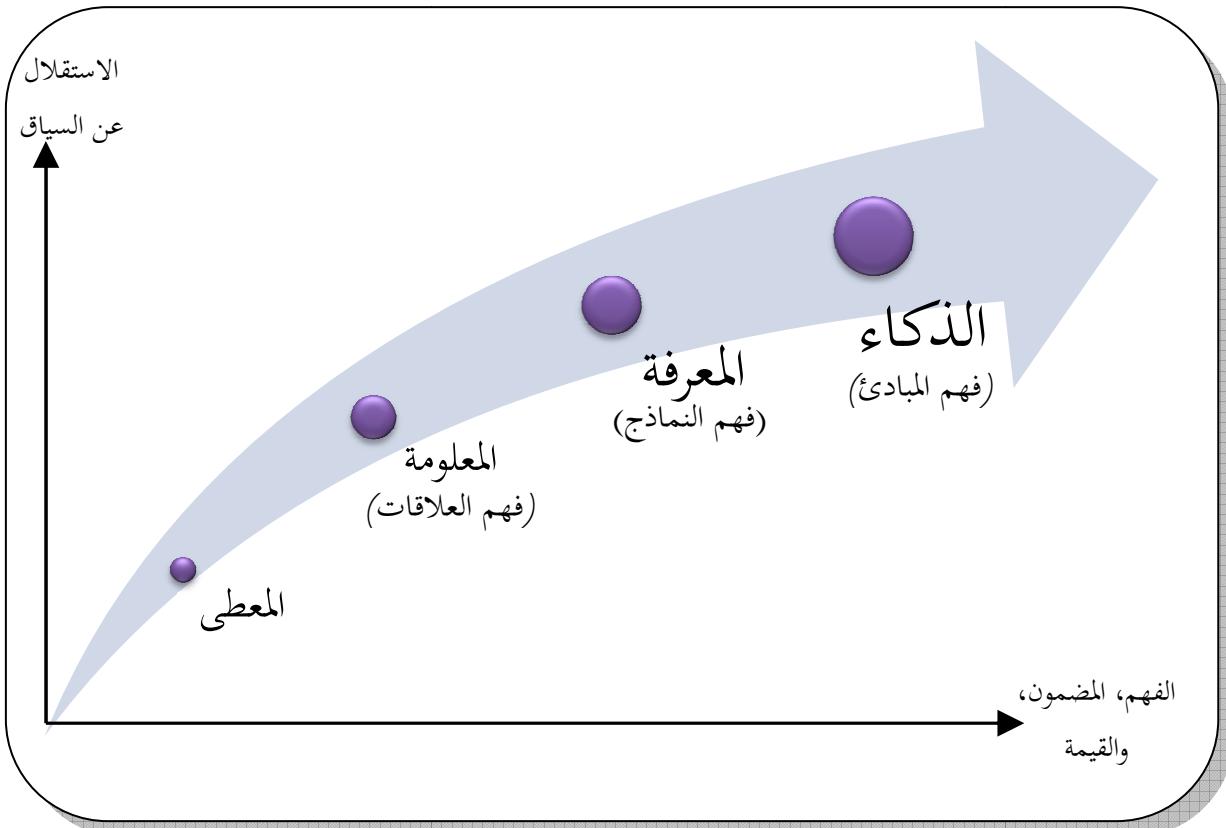 الاستقلال
عن السياق
الذكاء
(فهم المبادئ)
المعرفة
(فهم النماذج)
المعلومة
(فهم العلاقات)
المعطى
الفهم، المضمون،
والقيمة